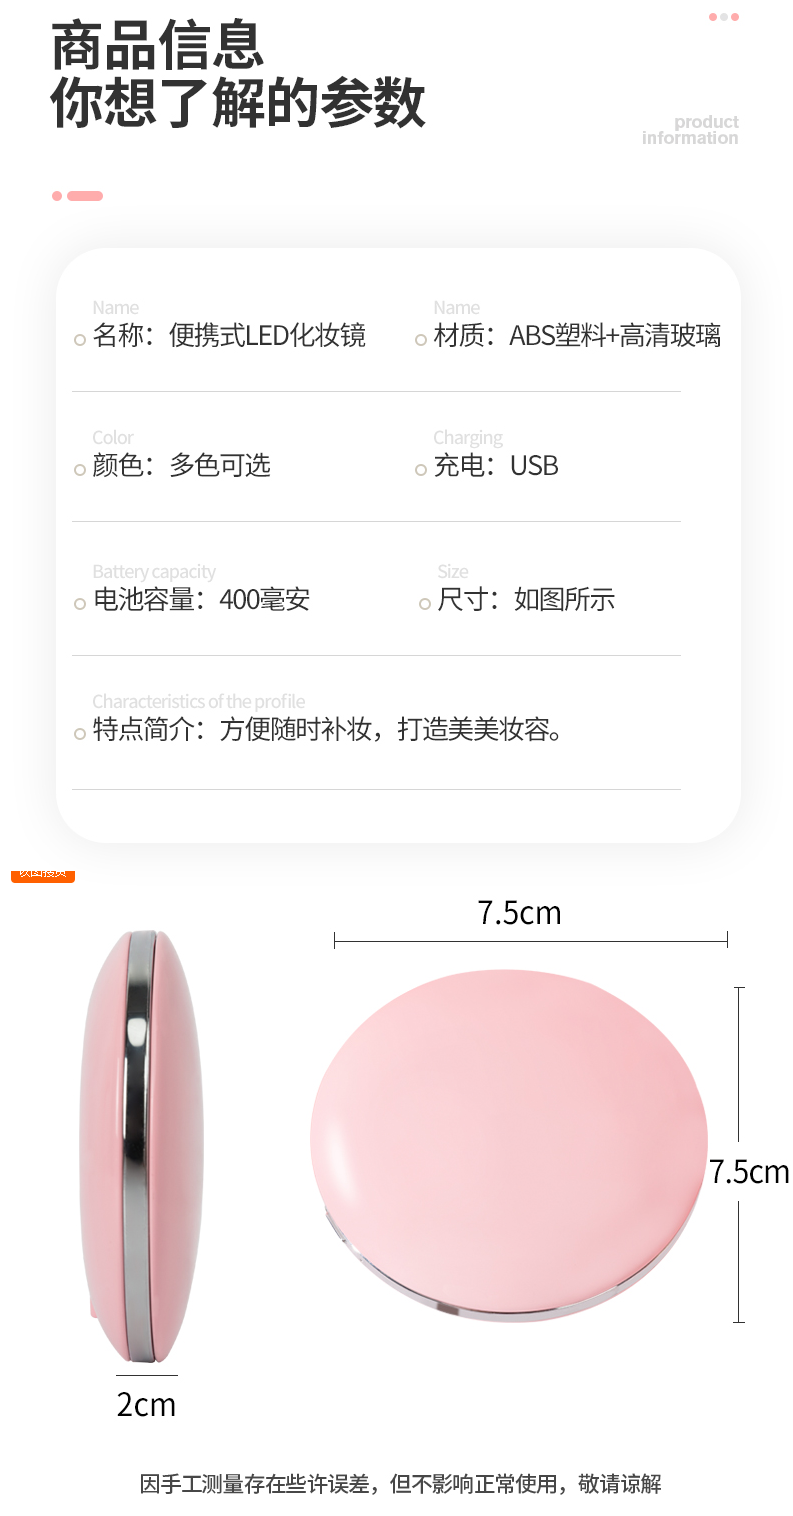 商品信息
你想了解的参数
product
information
Name
名称：便携式LED化妆镜
Name
材质：ABS塑料+高清玻璃
Color
颜色：多色可选
Charging
充电：USB
Battery capacity
电池容量：400毫安
Size
尺寸：如图所示
Characteristics of the profile
特点简介：方便随时补妆，打造美美妆容。
7.5cm
7.5cm
2cm
因手工测量存在些许误差，但不影响正常使用，敬请谅解